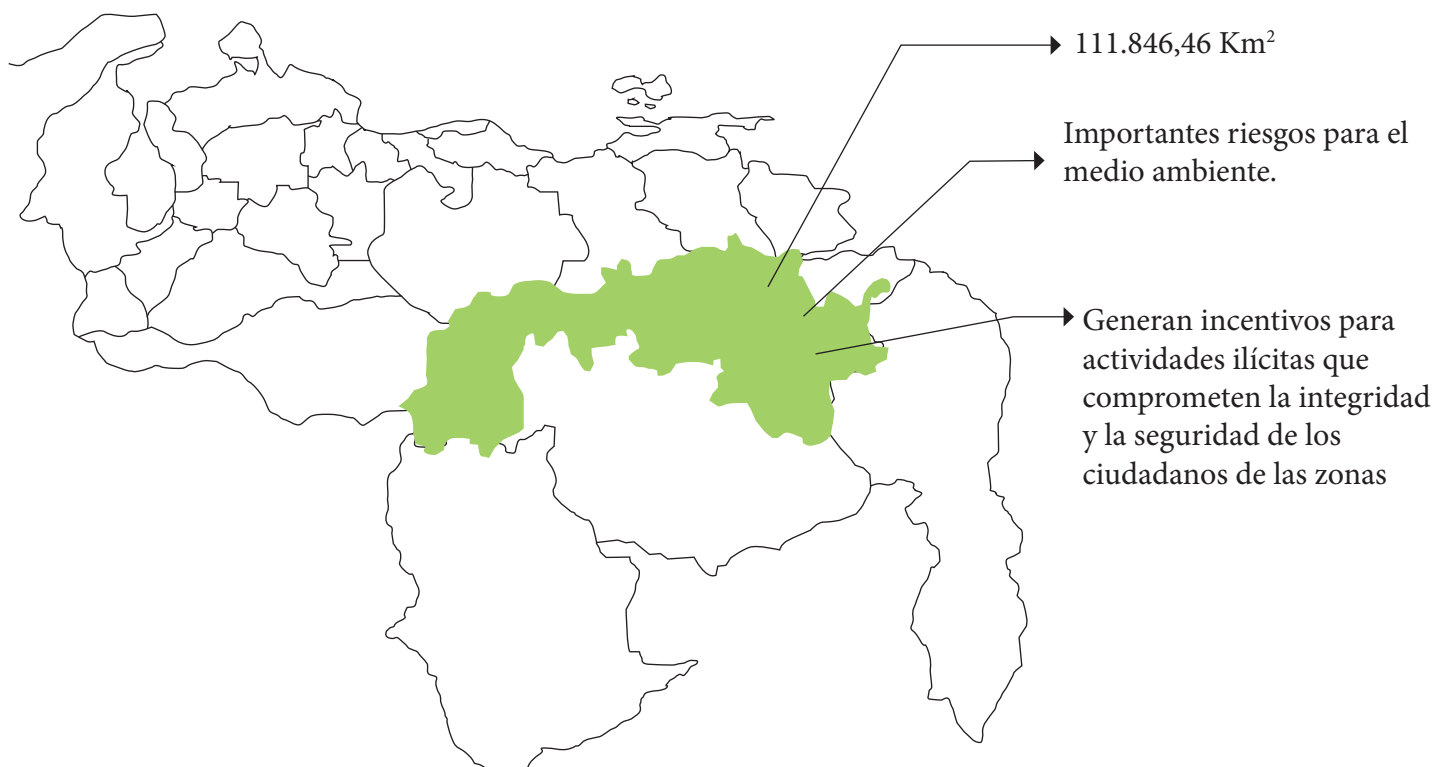 111.846,46 Km²
Importantes riesgos para el
medio ambiente.
Generan incentivos para
actividades ilícitas que
comprometen la integridad
y la seguridad de los
ciudadanos de las zonas